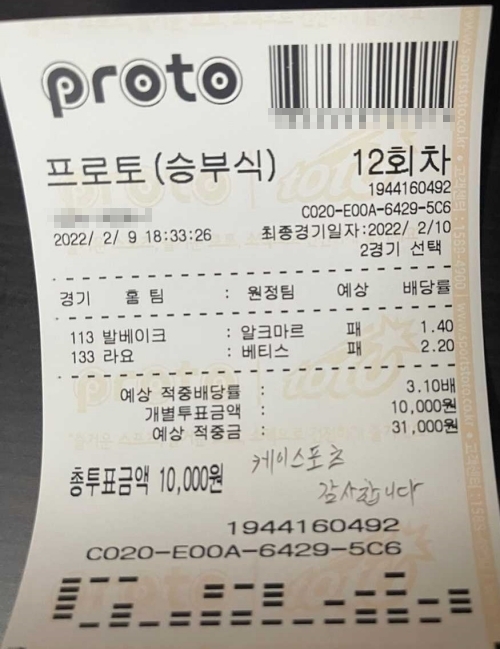 proto
프로토(승부식) 12회차
1944160492
C020-E00A-6429-5C6
2022/ 2/ 9 18:33:26 최종경기일자:2022/ 2/10
2경기 선택
경기 홈 팀 : 원정팀 예상 배당률
113 발베이크 : 알크마르 패 1.40
133 라요 : 베티스 패 2.20
예상 적중배당률 : 3.10배
개별투표금액 : 10,000원
예상 적중금 : 31,000원
총투표금액 10,000원
케이스포츠
감사합니다
1944160492
C020-E00A-6429-5C6